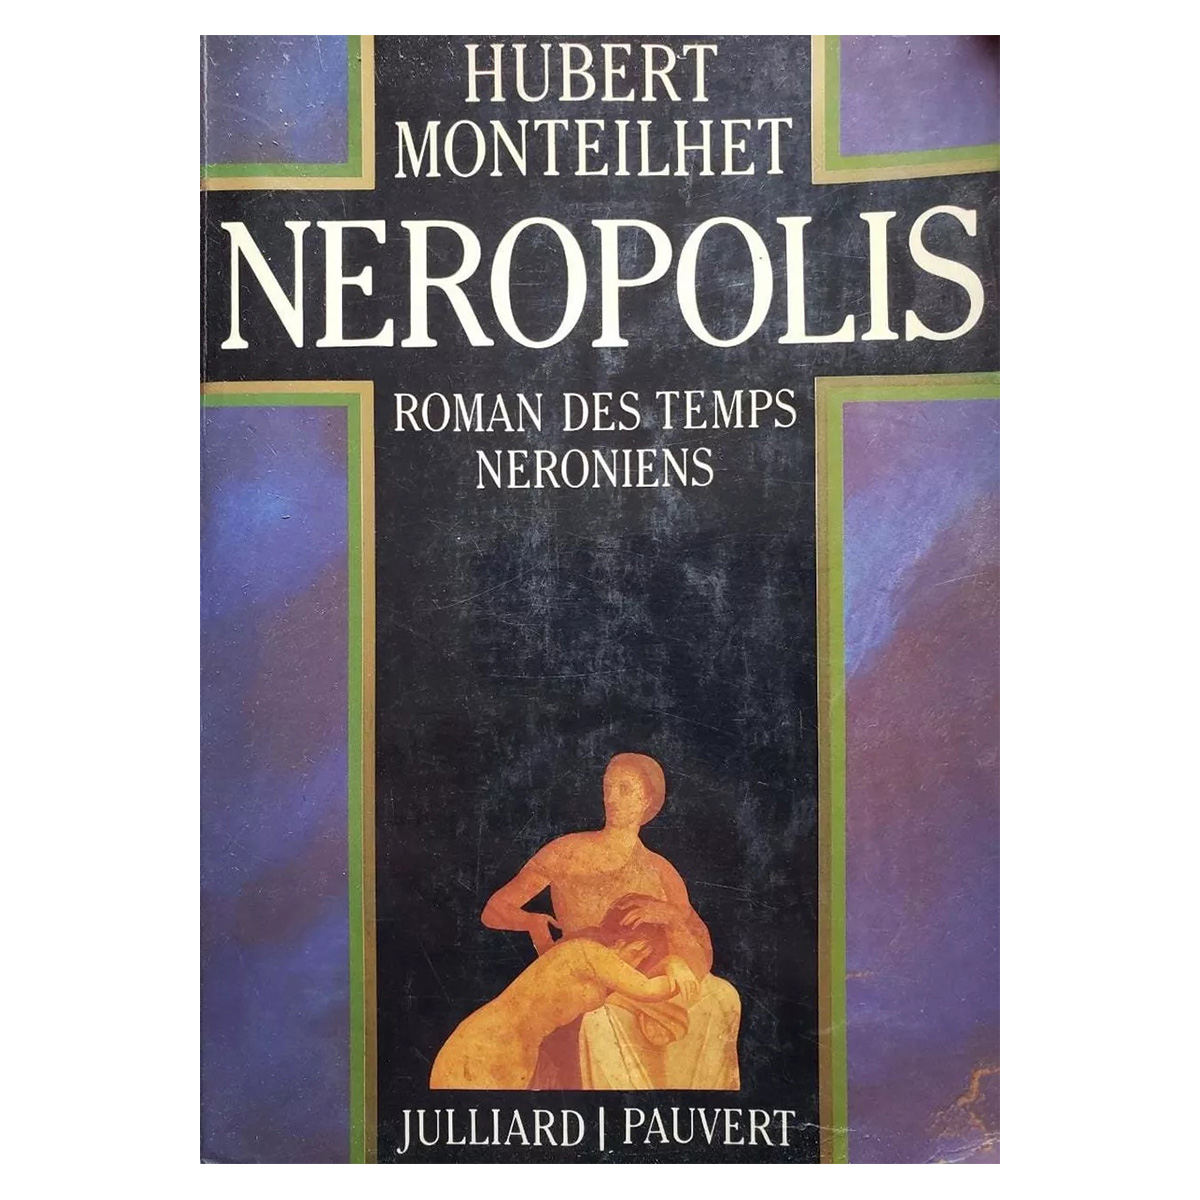 HUBERT
MONTEILHET
NEROPOLIS
ROMAN DES TEMPS
NERONIENS
JULLIARD | PAUVERT